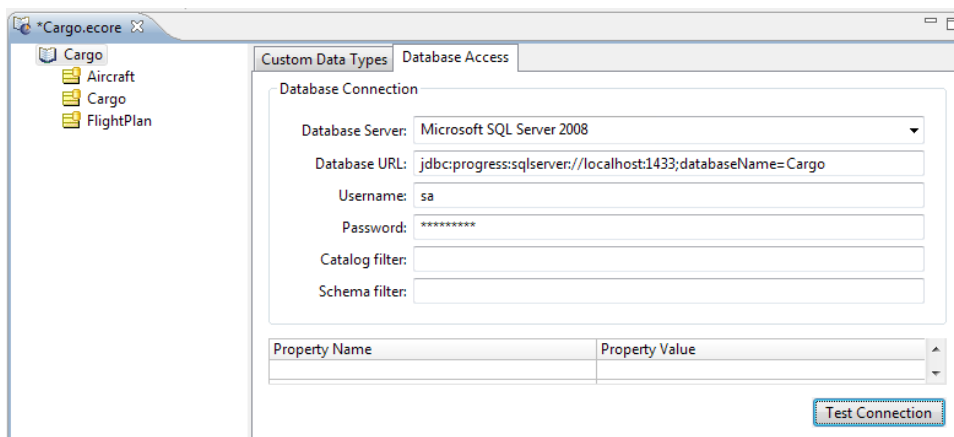 *Cargo.ecore
Cargo
Aircraft
Cargo
FlightPlan
Custom Data Types
Database Access
Database Connection
Database Server: Microsoft SQL Server 2008
Database URL: jdbc:progress:sqlserver://localhost:1433;databaseName=Cargo
Username: sa
Password: *********
Catalog filter:
Schema filter:
Property Name Property Value
Test Connection